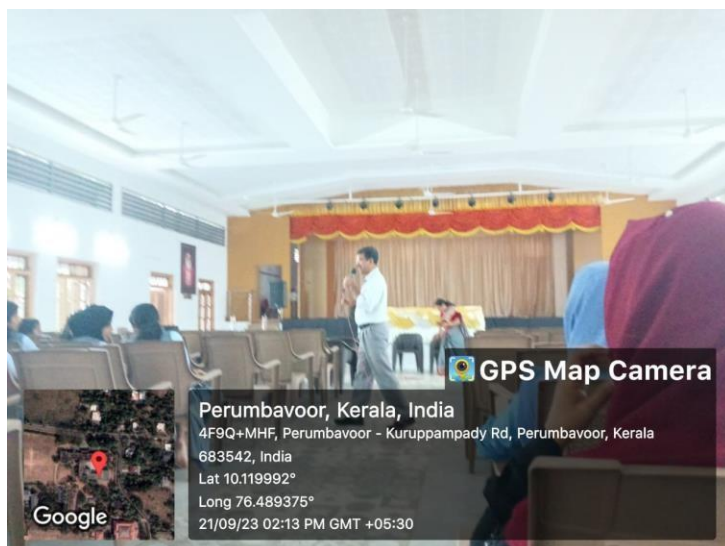 GPS Map Camera
Perumbavoor, Kerala, India
4F9Q+MHF, Perumbavoor - Kuruppampady Rd, Perumbavoor, Kerala
683542, India
Lat 10.119992°
Long 76.489375°
21/09/23 02:13 PM GMT +05:30
Google